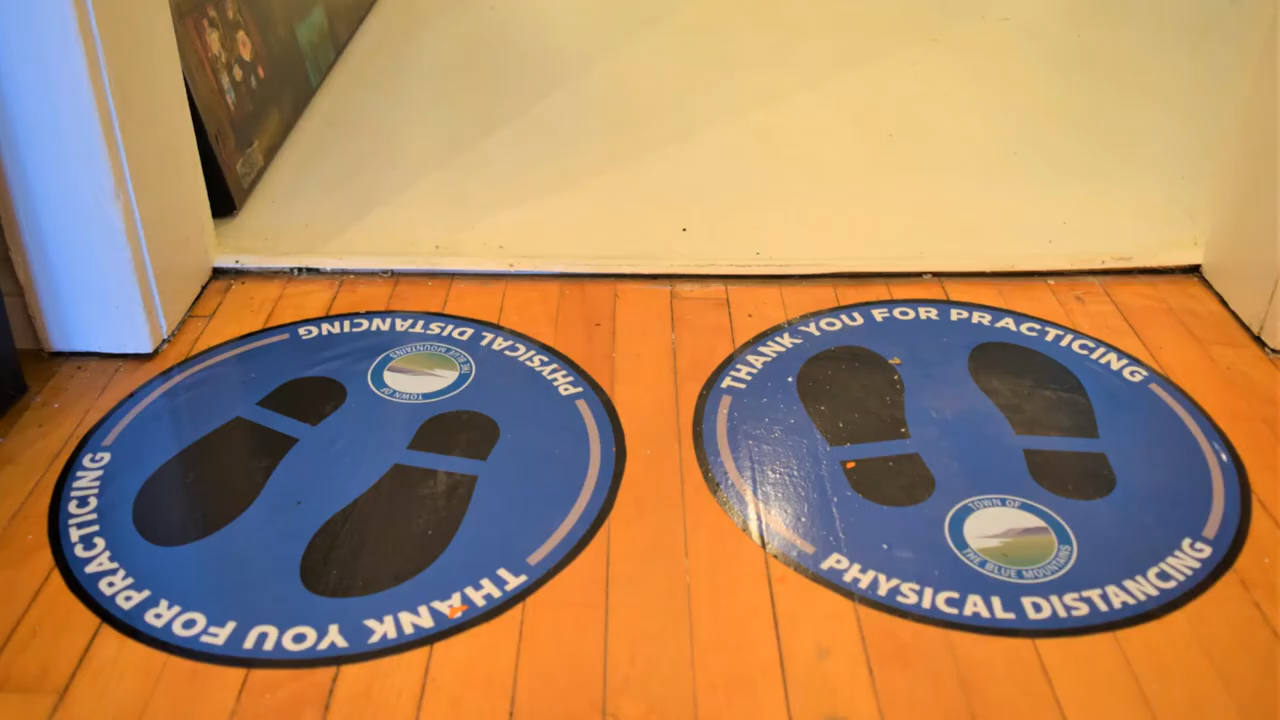 THANK YOU FOR PRACTICING
PHYSICAL DISTANCING
TOWN OF
THE BLUE MOUNTAINS
THANK YOU FOR PRACTICING
TOWN OF
THE BLUE MOUNTAINS
PHYSICAL DISTANCING